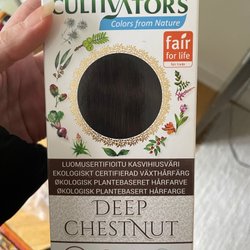 CULTIVATORS
Colors from Nature
fair
for life
LUOMUSERTIFIOITU KASVIHIUSVÄRI
EKOLOGISKT CERTIFIERAD VÄXTHÅRFÄRG
ØKOLOGISK PLANTEBASERET HÅRFARVE
ØKOLOGISK PLANTEBASERT HÅRFARGE
DEEP
CHESTNUT